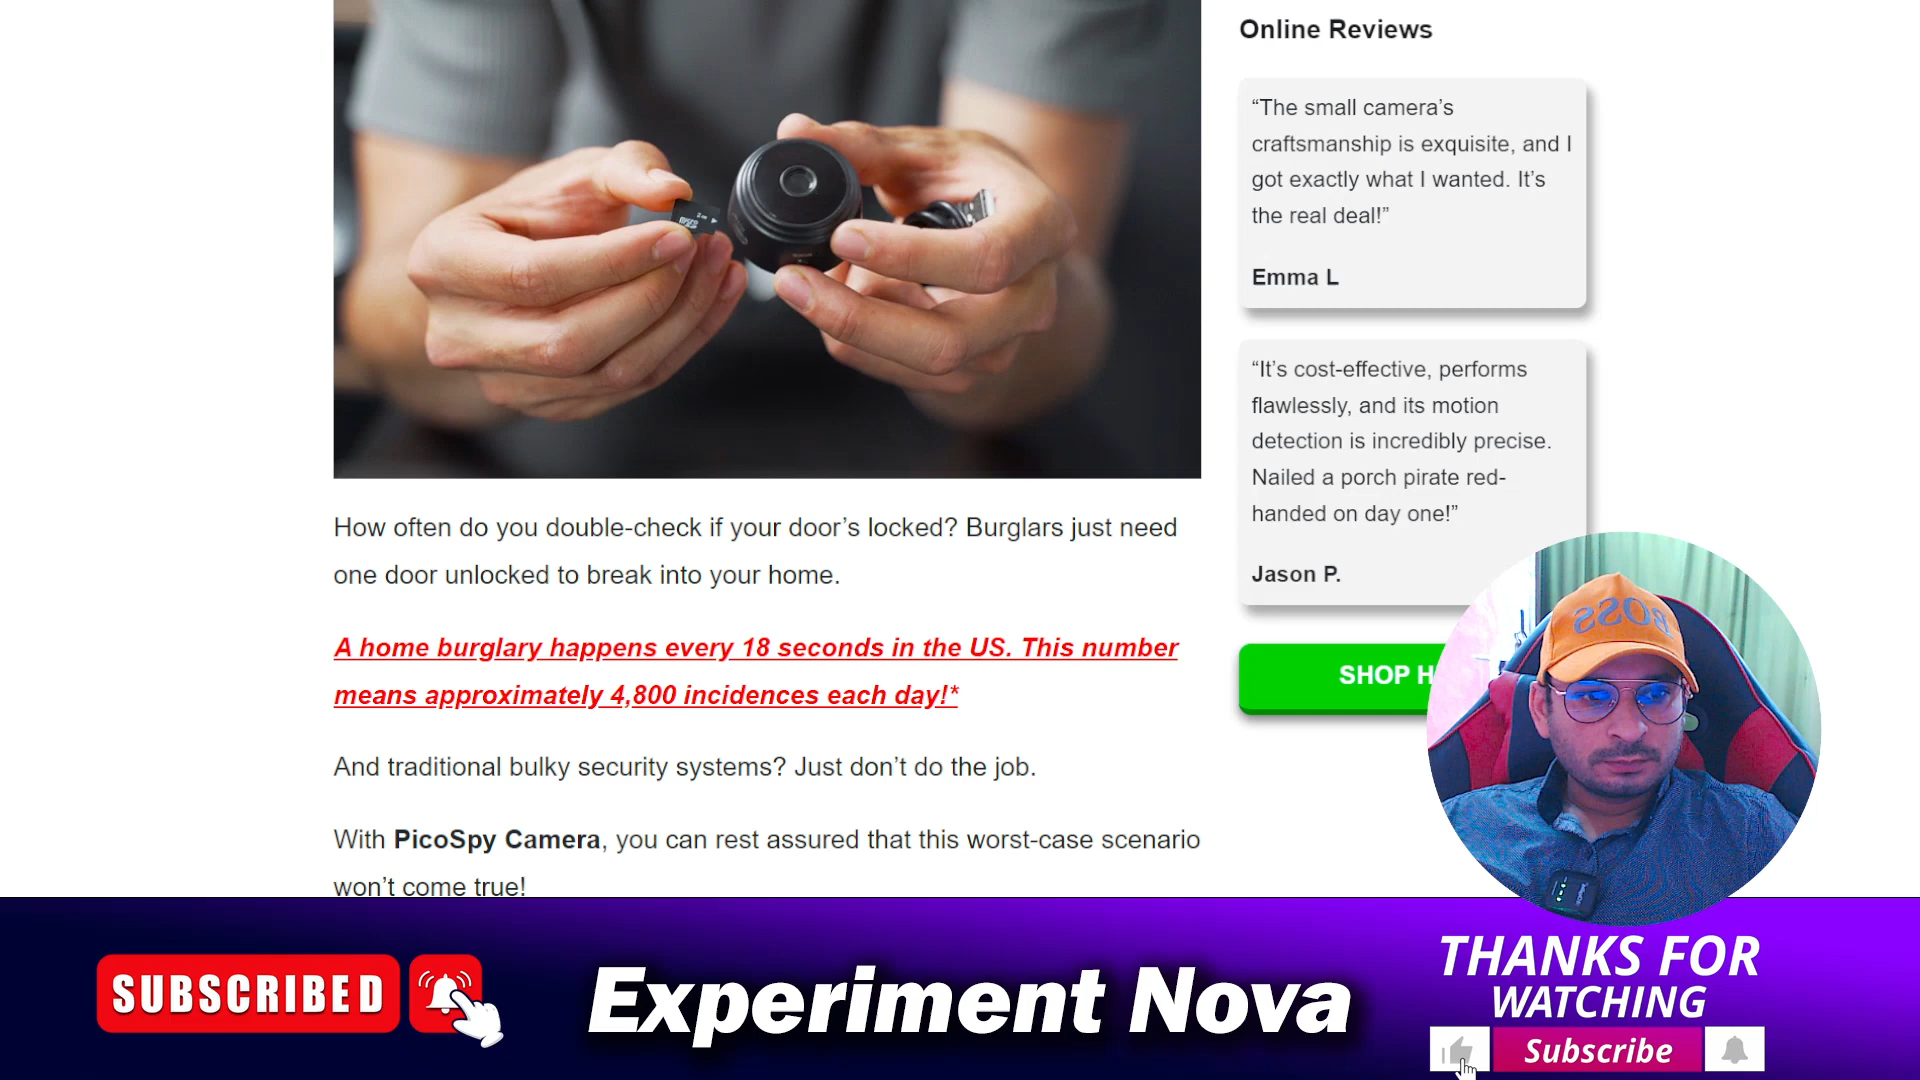 Online Reviews
“The small camera’s
craftsmanship is exquisite, and I
got exactly what I wanted. It’s
the real deal!”
Emma L
“It’s cost-effective, performs
flawlessly, and its motion
detection is incredibly precise.
Nailed a porch pirate red-
handed on day one!”
Jason P.
SHOP H
How often do you double-check if your door’s locked? Burglars just need
one door unlocked to break into your home.
A home burglary happens every 18 seconds in the US. This number
means approximately 4,800 incidences each day!*
And traditional bulky security systems? Just don’t do the job.
With PicoSpy Camera, you can rest assured that this worst-case scenario
won’t come true!
BOSS
SUBSCRIBED
Experiment Nova
THANKS FOR
WATCHING
Subscribe